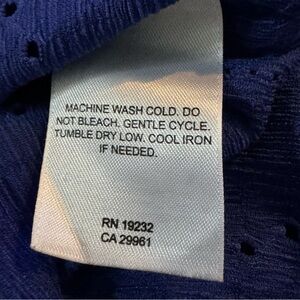 MACHINE WASH COLD. DO
NOT BLEACH. GENTLE CYCLE.
TUMBLE DRY LOW. COOL IRON
IF NEEDED.
RN 19232
CA 29961